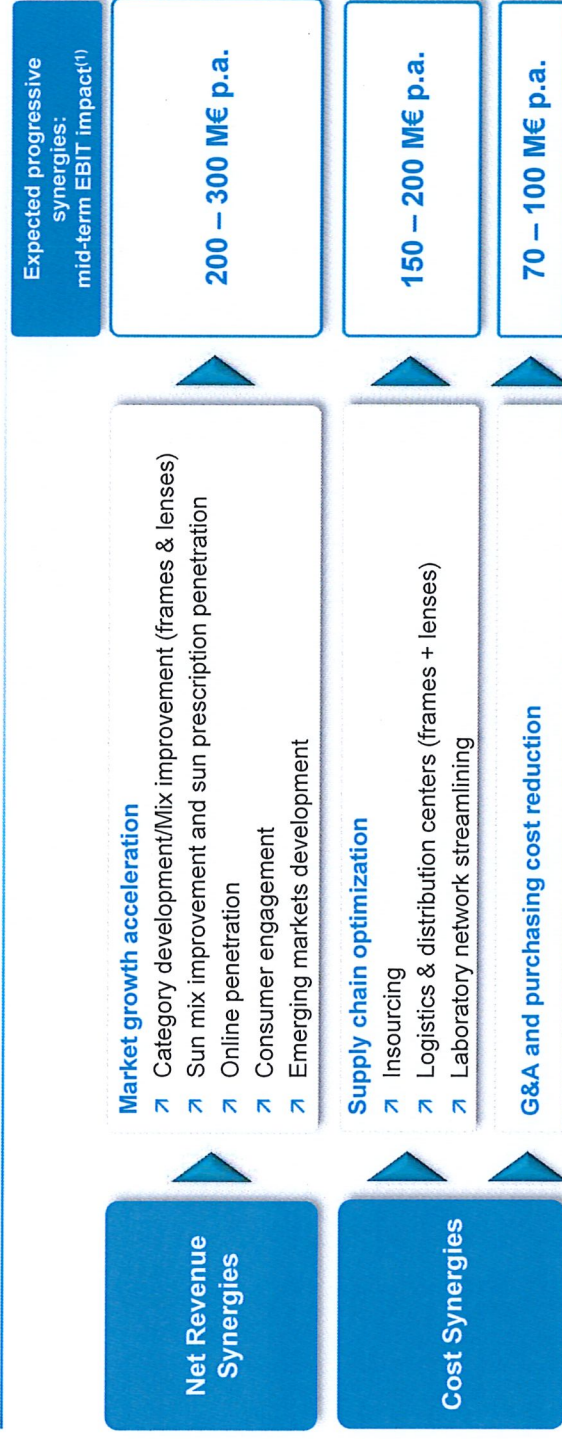 Expected progressive
synergies:
mid-term EBIT impact(1)
Net Revenue
Synergies
Market growth acceleration
↗ Category development/Mix improvement (frames & lenses)
↗ Sun mix improvement and sun prescription penetration
↗ Online penetration
↗ Consumer engagement
↗ Emerging markets development
200 – 300 M€ p.a.
Cost Synergies
Supply chain optimization
↗ Insourcing
↗ Logistics & distribution centers (frames + lenses)
↗ Laboratory network streamlining
150 – 200 M€ p.a.
G&A and purchasing cost reduction
70 – 100 M€ p.a.